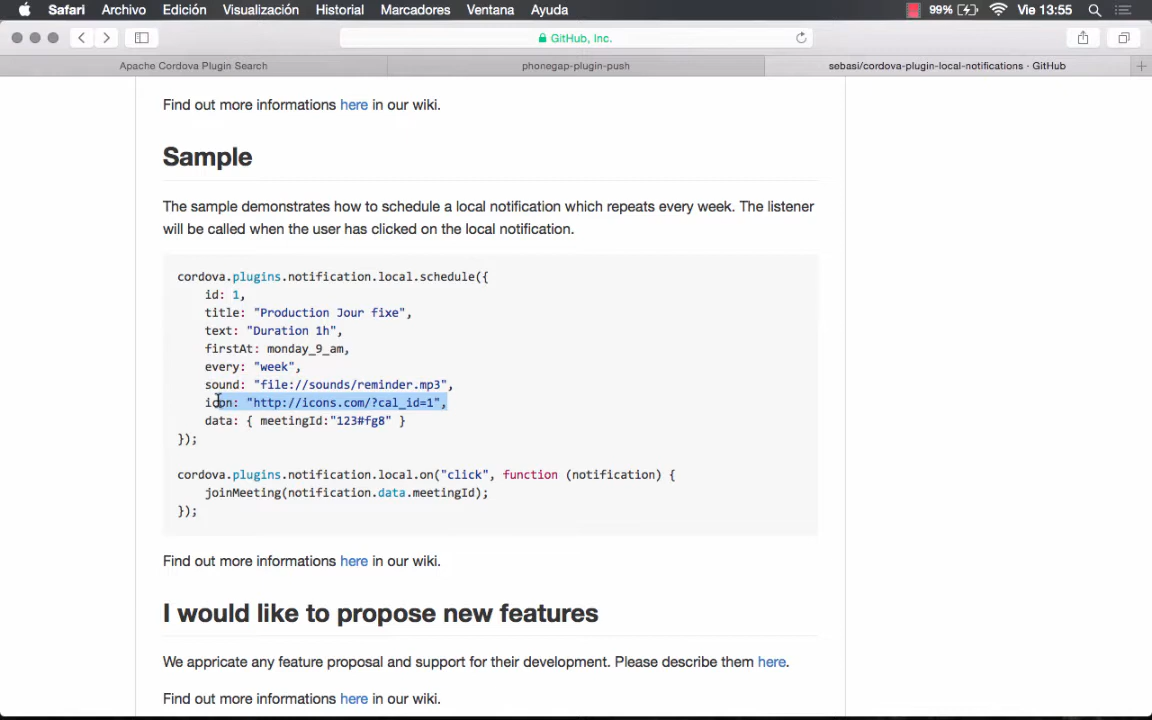 Safari Archivo Edición Visualización Historial Marcadores Ventana Ayuda 99% Vie 13:55
GitHub, Inc.
Apache Cordova Plugin Search phonegap-plugin-push sebasi/cordova-plugin-local-notifications · GitHub
Find out more informations here in our wiki.
Sample
The sample demonstrates how to schedule a local notification which repeats every week. The listener
will be called when the user has clicked on the local notification.
cordova.plugins.notification.local.schedule({
id: 1,
title: "Production Jour fixe",
text: "Duration 1h",
firstAt: monday_9_am,
every: "week",
sound: "file://sounds/reminder.mp3",
icon: "http://icons.com/?cal_id=1",
data: { meetingId:"123#fg8" }
});
cordova.plugins.notification.local.on("click", function (notification) {
joinMeeting(notification.data.meetingId);
});
Find out more informations here in our wiki.
I would like to propose new features
We appricate any feature proposal and support for their development. Please describe them here.
Find out more informations here in our wiki.